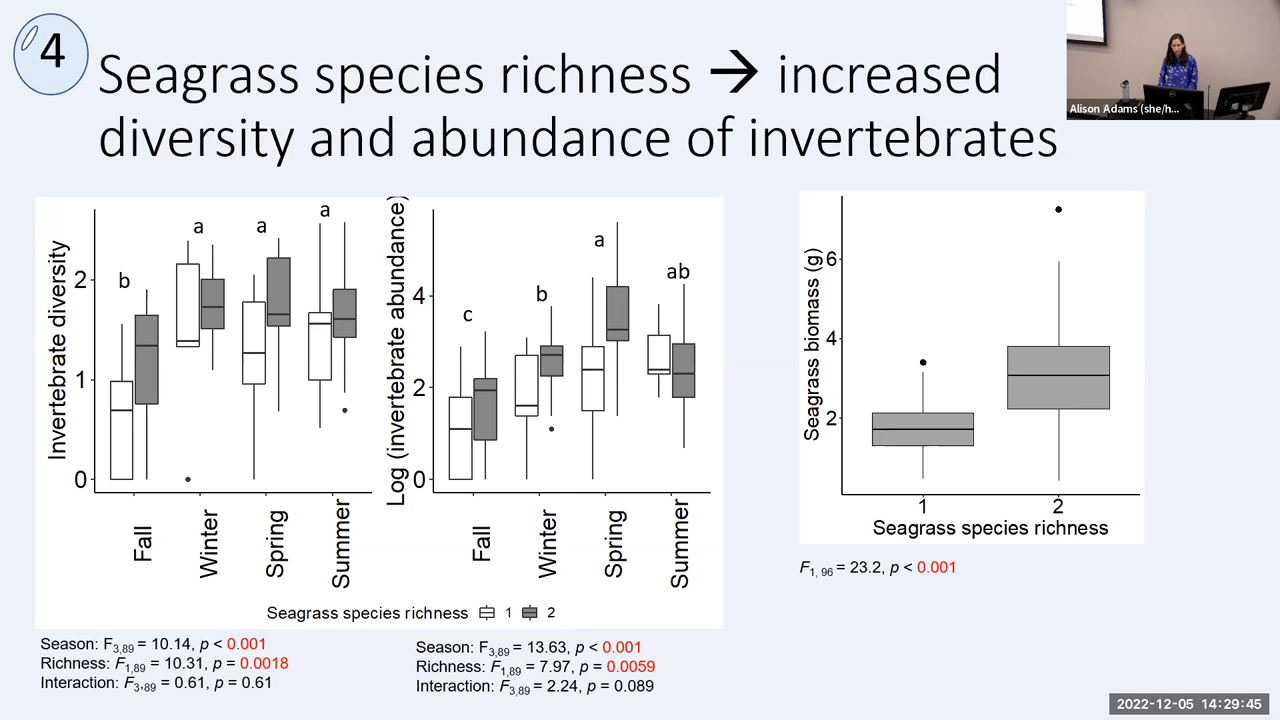 4
Seagrass species richness → increased
diversity and abundance of invertebrates
Alison Adams (she/h...
Invertebrate diversity
2
1
0
b
a
a
a
Fall
Winter
Spring
Summer
Log (invertebrate abundance)
4
2
0
c
b
a
ab
Fall
Winter
Spring
Summer
Seagrass species richness 1 2
Season: F3,89 = 10.14, p < 0.001
Richness: F1,89 = 10.31, p = 0.0018
Interaction: F3,89 = 0.61, p = 0.61
Season: F3,89 = 13.63, p < 0.001
Richness: F1,89 = 7.97, p = 0.0059
Interaction: F3,89 = 2.24, p = 0.089
Seagrass biomass (g)
6
4
2
1 2
Seagrass species richness
F1, 96 = 23.2, p < 0.001
2022-12-05 14:29:45